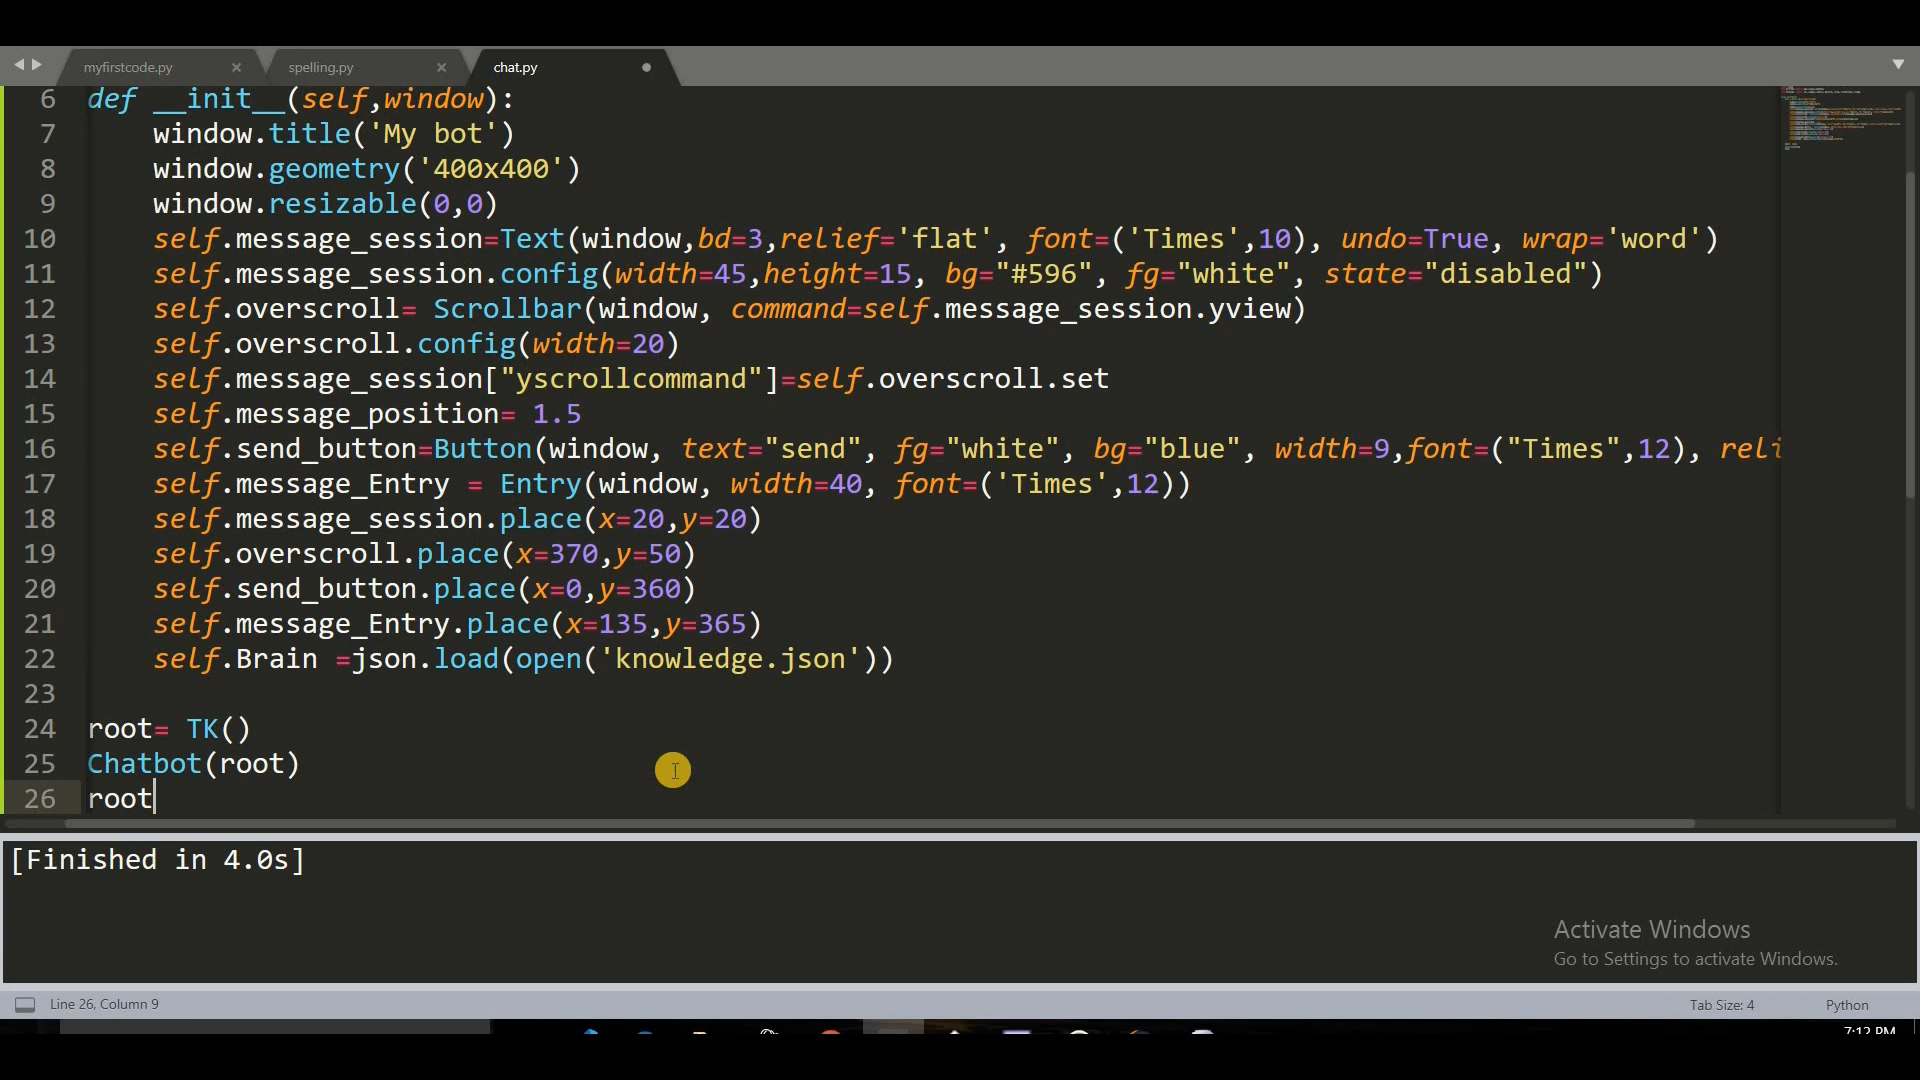 myfirstcode.py spelling.py chat.py
6 def __init__(self,window):
7 window.title('My bot')
8 window.geometry('400x400')
9 window.resizable(0,0)
10 self.message_session=Text(window,bd=3,relief='flat', font=('Times',10), undo=True, wrap='word')
11 self.message_session.config(width=45,height=15, bg="#596", fg="white", state="disabled")
12 self.overscroll= Scrollbar(window, command=self.message_session.yview)
13 self.overscroll.config(width=20)
14 self.message_session["yscrollcommand"]=self.overscroll.set
15 self.message_position= 1.5
16 self.send_button=Button(window, text="send", fg="white", bg="blue", width=9,font=("Times",12), reli
17 self.message_Entry = Entry(window, width=40, font=('Times',12))
18 self.message_session.place(x=20,y=20)
19 self.overscroll.place(x=370,y=50)
20 self.send_button.place(x=0,y=360)
21 self.message_Entry.place(x=135,y=365)
22 self.Brain =json.load(open('knowledge.json'))
23
24 root= TK()
25 Chatbot(root)
26 root
[Finished in 4.0s]
Activate Windows
Go to Settings to activate Windows.
Line 26, Column 9 Tab Size: 4 Python
7:12 PM